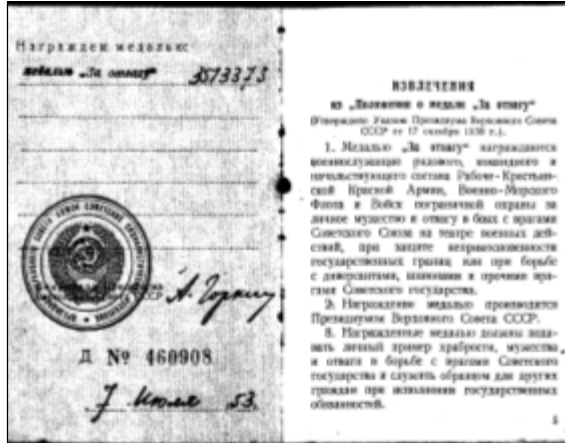 Награжден медалью:
медалью „За отвагу“ 3573373
А. Горкин
Д № 460908
7 Июля 53.
ИЗВЛЕЧЕНИЯ
из „Положения о медали „За отвагу“
(Утверждено Указом Президиума Верховного Совета
СССР от 17 октября 1938 г.).
1. Медалью „За отвагу“ награждаются
военнослужащие рядового, командного и
начальствующего состава Рабоче-Крестьян-
ской Красной Армии, Военно-Морского
Флота и Войск пограничной охраны за
личное мужество и отвагу в боях с врагами
Советского Союза на театре военных дей-
ствий, при защите неприкосновенности
государственных границ или при борьбе
с диверсантами, шпионами и прочими вра-
гами Советского государства.
2. Награждение медалью производится
Президиумом Верховного Совета СССР.
3. Награжденные медалью должны пода-
вать личный пример храбрости, мужества
и отваги в борьбе с врагами Советского
государства и служить образцом для других
граждан при исполнении государственных
обязанностей.
5